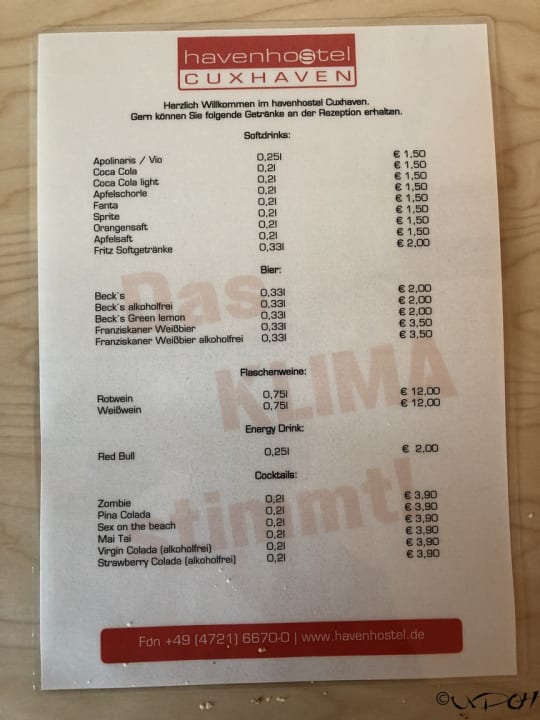 havenhostel
CUXHAVEN
Herzlich Willkommen im havenhostel Cuxhaven.
Gern können Sie folgende Getränke an der Rezeption erhalten.
Softdrinks:
Apolinaris / Vio 0,25l € 1,50
Coca Cola 0,2l € 1,50
Coca Cola light 0,2l € 1,50
Apfelschorle 0,2l € 1,50
Fanta 0,2l € 1,50
Sprite 0,2l € 1,50
Orangensaft 0,2l € 1,50
Apfelsaft 0,2l € 1,50
Fritz Softgetränke 0,33l € 2,00
Bier:
Beck´s 0,33l € 2,00
Beck´s alkoholfrei 0,33l € 2,00
Beck´s Green lemon 0,33l € 2,00
Franziskaner Weißbier 0,33l € 3,50
Franziskaner Weißbier alkoholfrei 0,33l € 3,50
Flaschenweine:
Rotwein 0,75l € 12,00
Weißwein 0,75l € 12,00
Energy Drink:
Red Bull 0,25l € 2,00
Cocktails:
Zombie 0,2l € 3,90
Pina Colada 0,2l € 3,90
Sex on the beach 0,2l € 3,90
Mai Tai 0,2l € 3,90
Virgin Colada (alkoholfrei) 0,2l € 3,90
Strawberry Colada (alkoholfrei) 0,2l € 3,90
Das
KLIMA
stimmt!
Fon +49 (4721) 6670-0 | www.havenhostel.de